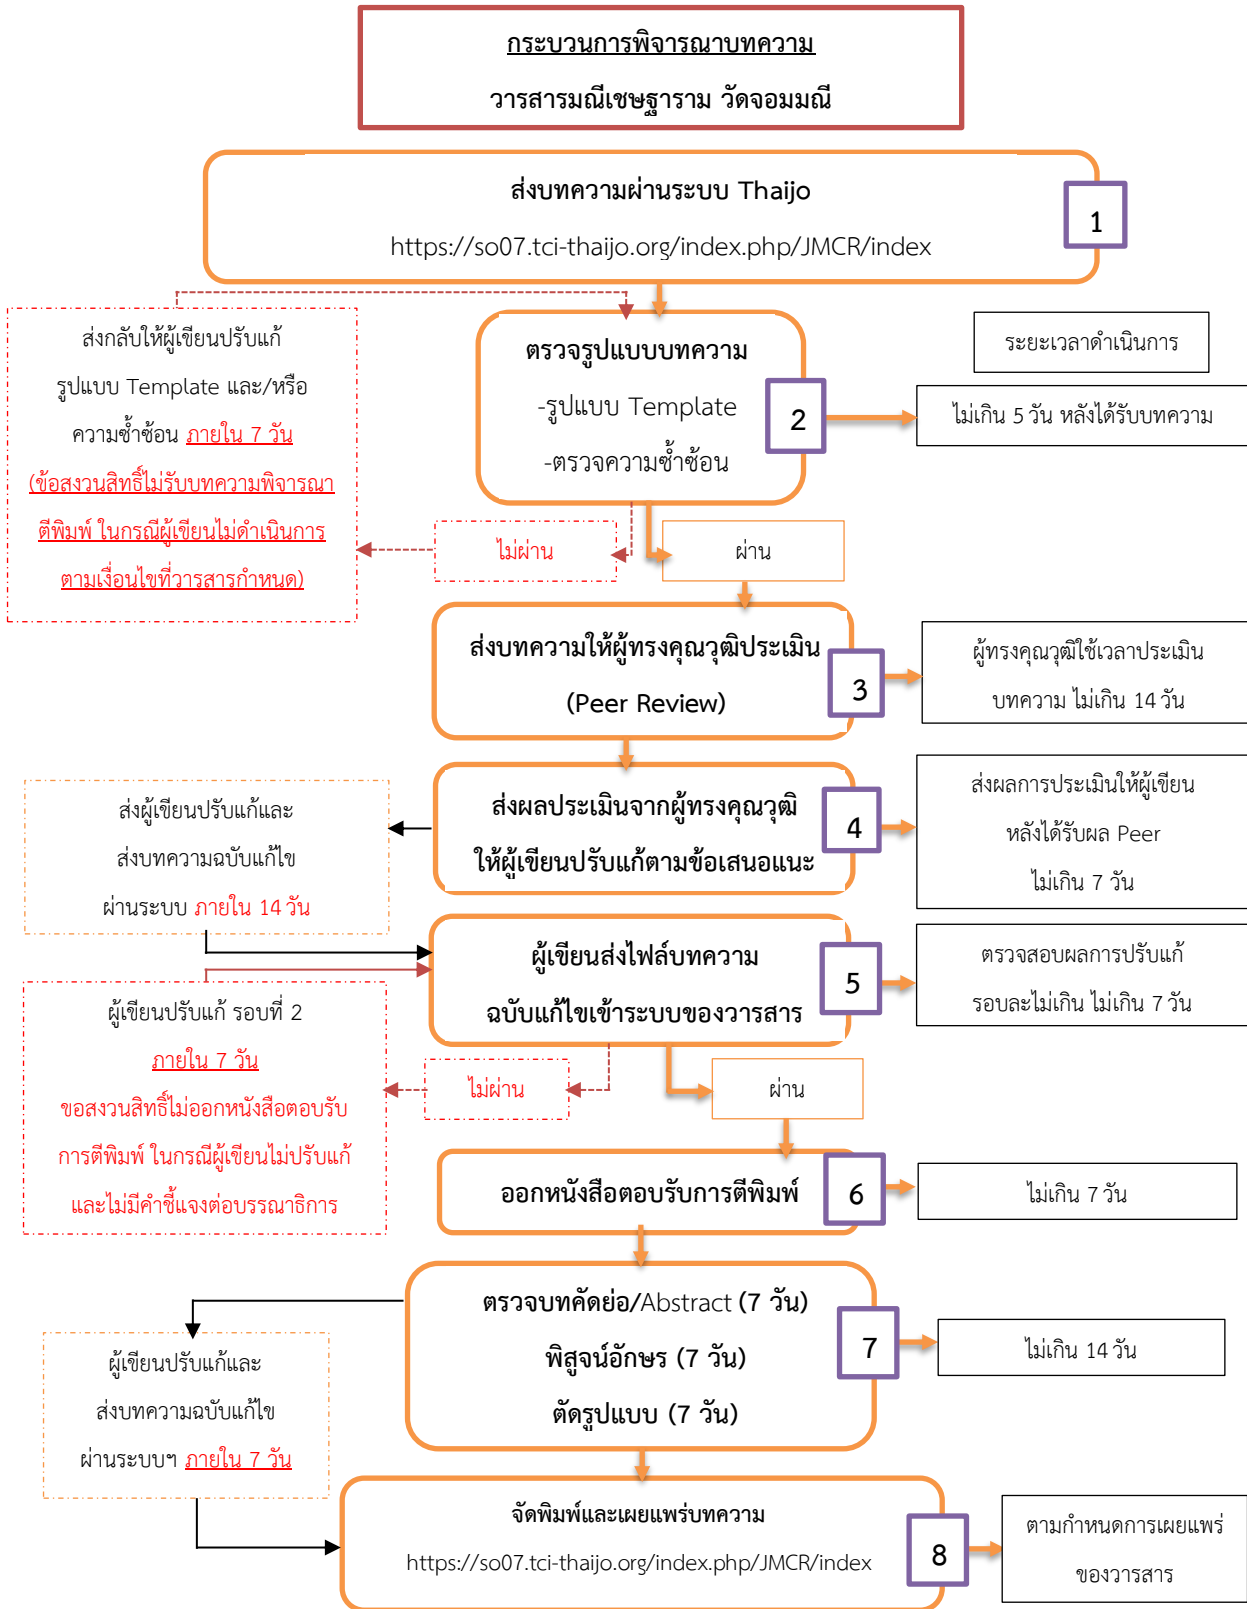 กระบวนการพิจารณาบทความ
วารสารมณีเชษฐาราม วัดจอมมณี
ส่งบทความผ่านระบบ Thaijo
https://so07.tci-thaijo.org/index.php/JMCR/index
1
ส่งกลับให้ผู้เขียนปรับแก้
รูปแบบ Template และ/หรือ
ความซ้ำซ้อน ภายใน 7 วัน
(ข้อสงวนสิทธิ์ไม่รับบทความพิจารณา
ตีพิมพ์ ในกรณีผู้เขียนไม่ดำเนินการ
ตามเงื่อนไขที่วารสารกำหนด)
ตรวจรูปแบบบทความ
-รูปแบบ Template
-ตรวจความซ้ำซ้อน
2
ระยะเวลาดำเนินการ
ไม่เกิน 5 วัน หลังได้รับบทความ
ไม่ผ่าน
ผ่าน
ส่งบทความให้ผู้ทรงคุณวุฒิประเมิน
(Peer Review)
3
ผู้ทรงคุณวุฒิใช้เวลาประเมิน
บทความ ไม่เกิน 14 วัน
ส่งผู้เขียนปรับแก้และ
ส่งบทความฉบับแก้ไข
ผ่านระบบ ภายใน 14 วัน
ส่งผลประเมินจากผู้ทรงคุณวุฒิ
ให้ผู้เขียนปรับแก้ตามข้อเสนอแนะ
4
ส่งผลการประเมินให้ผู้เขียน
หลังได้รับผล Peer
ไม่เกิน 7 วัน
ผู้เขียนส่งไฟล์บทความ
ฉบับแก้ไขเข้าระบบของวารสาร
5
ตรวจสอบผลการปรับแก้
รอบละไม่เกิน ไม่เกิน 7 วัน
ผู้เขียนปรับแก้ รอบที่ 2
ภายใน 7 วัน
ขอสงวนสิทธิ์ไม่ออกหนังสือตอบรับ
การตีพิมพ์ ในกรณีผู้เขียนไม่ปรับแก้
และไม่มีคำชี้แจงต่อบรรณาธิการ
ไม่ผ่าน
ผ่าน
ออกหนังสือตอบรับการตีพิมพ์
6
ไม่เกิน 7 วัน
ตรวจบทคัดย่อ/Abstract (7 วัน)
พิสูจน์อักษร (7 วัน)
ตัดรูปแบบ (7 วัน)
7
ไม่เกิน 14 วัน
ผู้เขียนปรับแก้และ
ส่งบทความฉบับแก้ไข
ผ่านระบบฯ ภายใน 7 วัน
จัดพิมพ์และเผยแพร่บทความ
https://so07.tci-thaijo.org/index.php/JMCR/index
8
ตามกำหนดการเผยแพร่
ของวารสาร